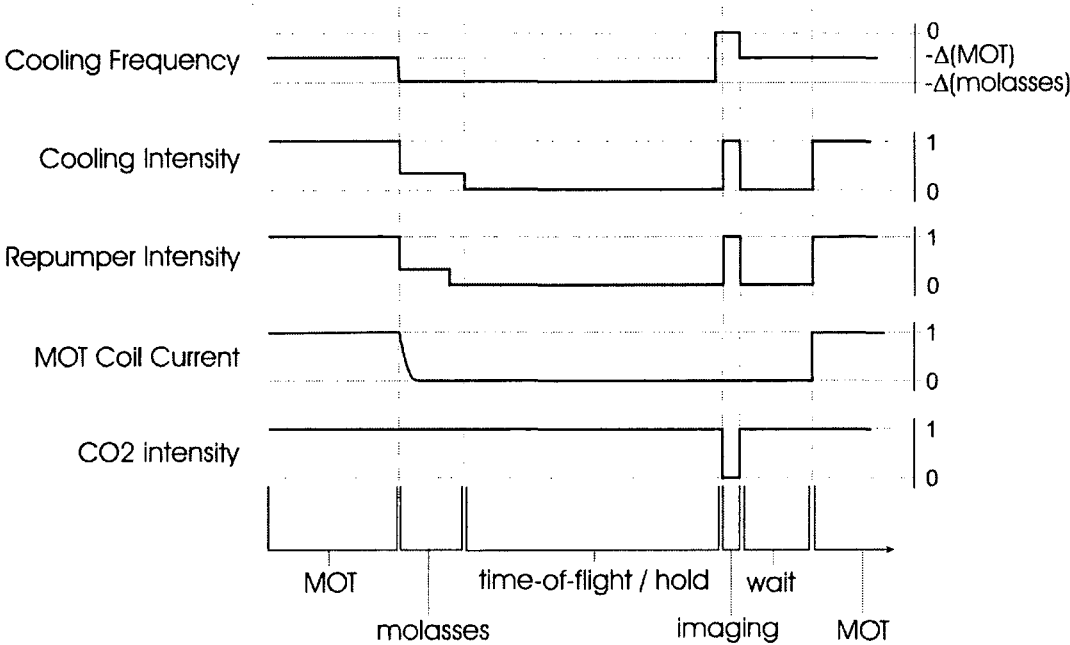 Cooling Frequency
0
-Δ(MOT)
-Δ(molasses)
Cooling Intensity
1
0
Repumper Intensity
1
0
MOT Coil Current
1
0
CO2 intensity
1
0
MOT
time-of-flight / hold
wait
molasses
imaging
MOT